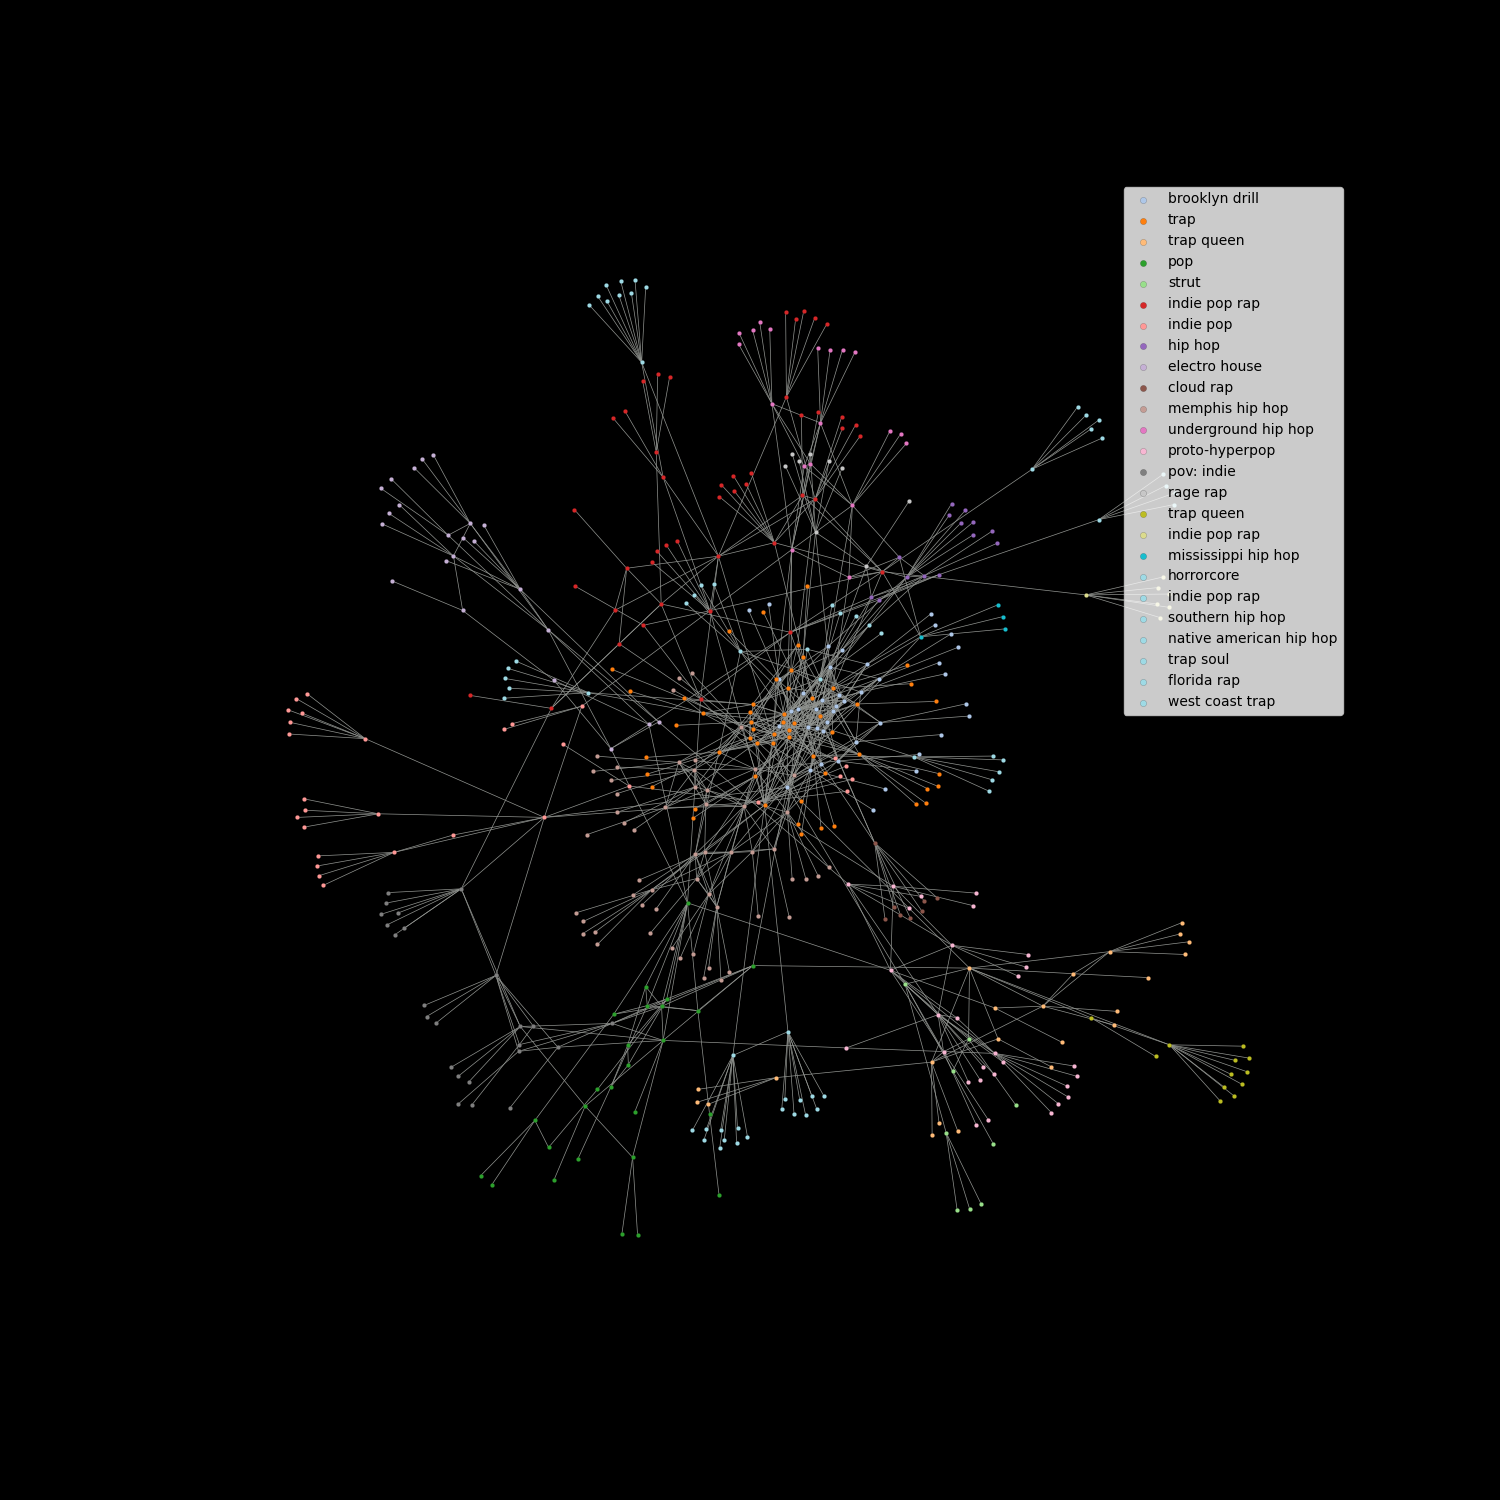 brooklyn drill
trap
trap queen
pop
strut
indie pop rap
indie pop
hip hop
electro house
cloud rap
memphis hip hop
underground hip hop
proto-hyperpop
pov: indie
rage rap
trap queen
indie pop rap
mississippi hip hop
horrorcore
indie pop rap
southern hip hop
native american hip hop
trap soul
florida rap
west coast trap